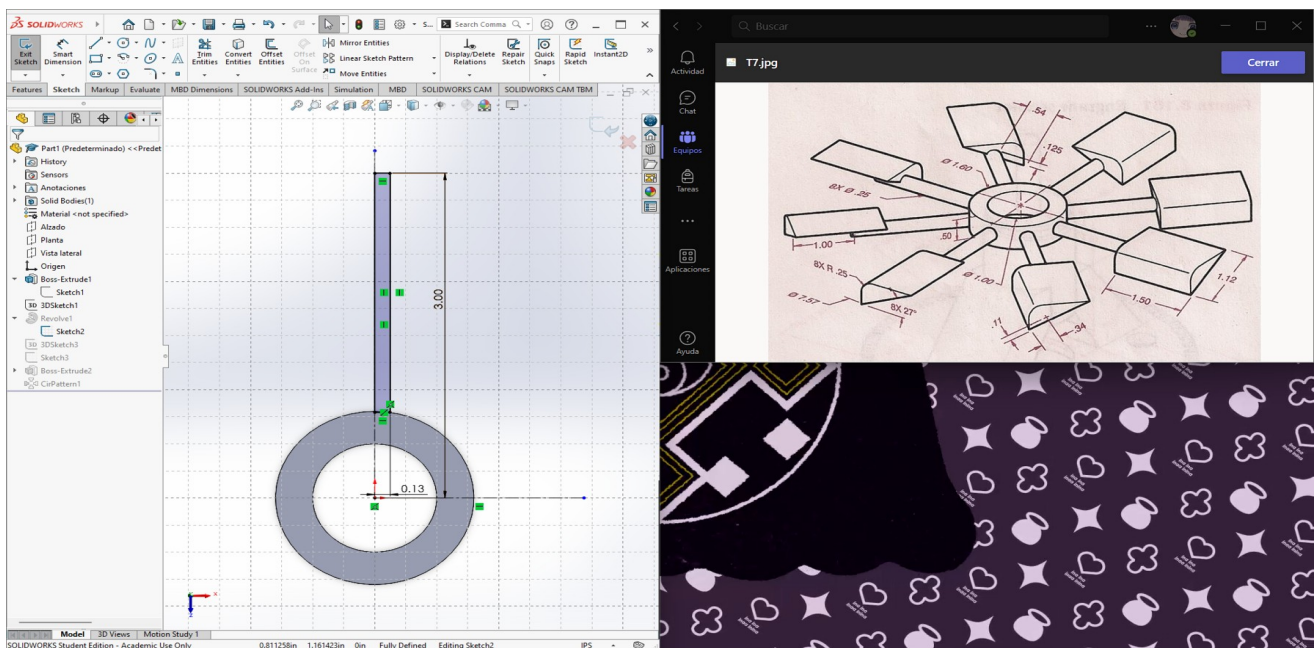 SOLIDWORKS
S...
Search Comma
Exit Sketch
Smart Dimension
Trim Entities
Convert Entities
Offset Entities
Offset On Surface
Mirror Entities
Linear Sketch Pattern
Move Entities
Display/Delete Relations
Repair Sketch
Quick Snaps
Rapid Sketch
Instant2D
Features
Sketch
Markup
Evaluate
MBD Dimensions
SOLIDWORKS Add-Ins
Simulation
MBD
SOLIDWORKS CAM
SOLIDWORKS CAM TBM
Part1 (Predeterminado) <<Predet
History
Sensors
Anotaciones
Solid Bodies(1)
Material <not specified>
Alzado
Planta
Vista lateral
Origen
Boss-Extrude1
Sketch1
3D 3DSketch1
Revolve1
Sketch2
3D 3DSketch3
Sketch3
Boss-Extrude2
CirPattern1
3.00
0.13
x
z
Model
3D Views
Motion Study 1
SOLIDWORKS Student Edition - Academic Use Only
0.811258in
1.161423in
0in
Fully Defined
Editing Sketch2
IPS
Buscar
Actividad
Chat
Equipos
Tareas
Aplicaciones
Ayuda
T7.jpg
Cerrar
.54
.125
Ø 1.60
8X Ø .25
1.00
.50
8X R .25
Ø 1.00
Ø 7.57
8X 27°
1.12
1.50
.11
.34